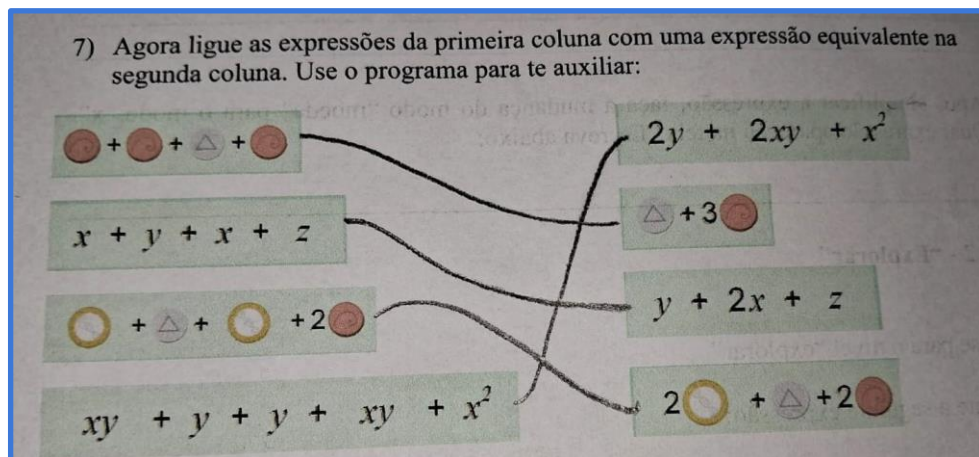 7) Agora ligue as expressões da primeira coluna com uma expressão equivalente na
segunda coluna. Use o programa para te auxiliar:
+ + +
2y + 2xy + x²
+3
x + y + x + z
y + 2x + z
+ + +2
2 + +2
xy + y + y + xy + x²